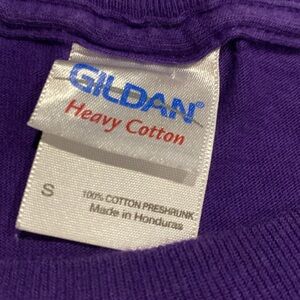 GILDAN®
Heavy Cotton
S
100% COTTON PRESHRUNK
Made in Honduras